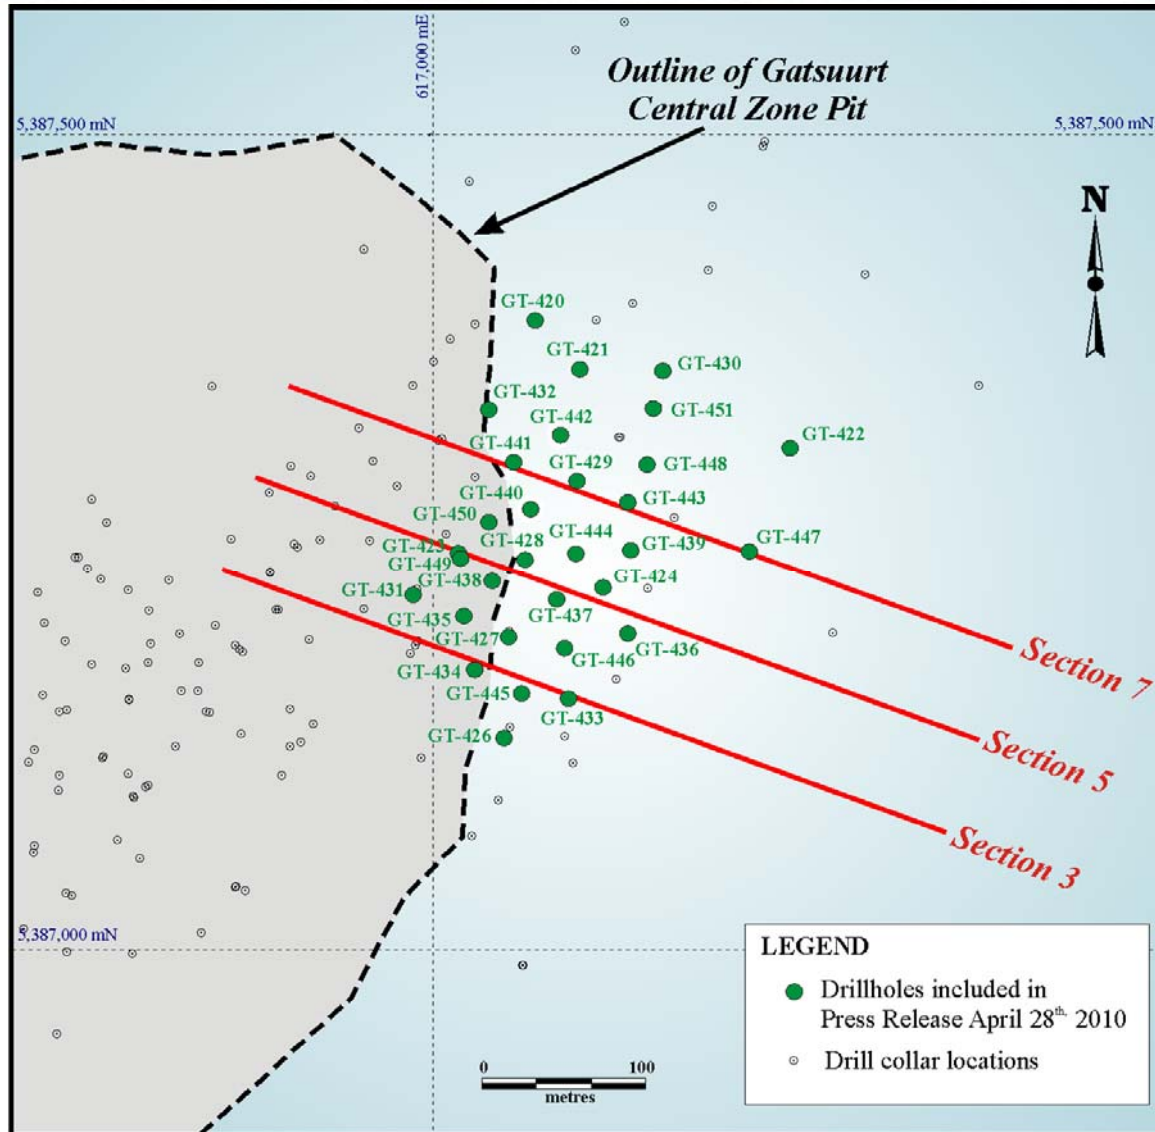 617,000 mE
Outline of Gatsuurt
Central Zone Pit
5,387,500 mN
5,387,500 mN
N
GT-420
GT-421
GT-430
GT-432
GT-451
GT-442
GT-422
GT-441
GT-429
GT-448
GT-440
GT-443
GT-450
GT-444
GT-428
GT-439
GT-447
GT-423
GT-449
GT-438
GT-424
GT-431
GT-437
GT-435
GT-427
GT-436
GT-446
GT-434
GT-445
GT-433
GT-426
Section 7
Section 5
Section 3
5,387,000 mN
LEGEND
Drillholes included in
Press Release April 28th, 2010
Drill collar locations
0 100
metres